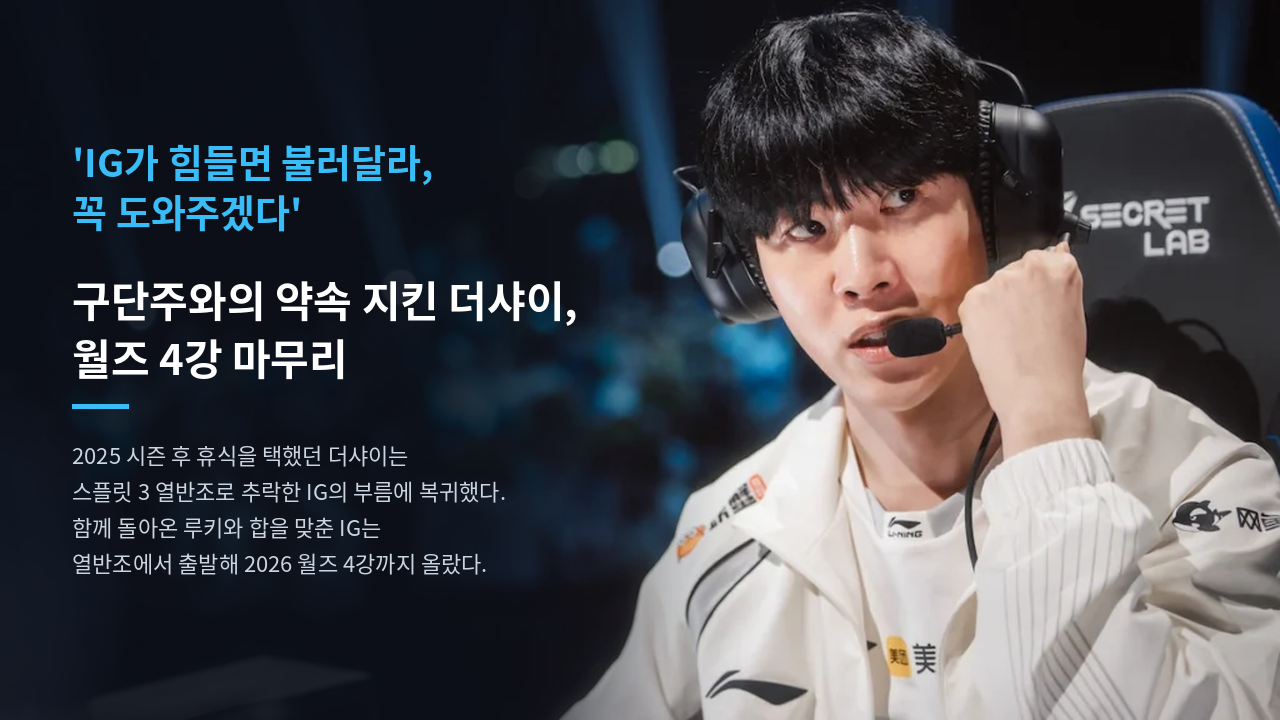 'IG가 힘들면 불러달라,
꼭 도와주겠다'
구단주와의 약속 지킨 더샤이,
월즈 4강 마무리
2025 시즌 후 휴식을 택했던 더샤이는
스플릿 3 열반조로 추락한 IG의 부름에 복귀했다.
함께 돌아온 루키와 합을 맞춘 IG는
열반조에서 출발해 2026 월즈 4강까지 올랐다.
SECRET
LAB
LI-NING
美团
美